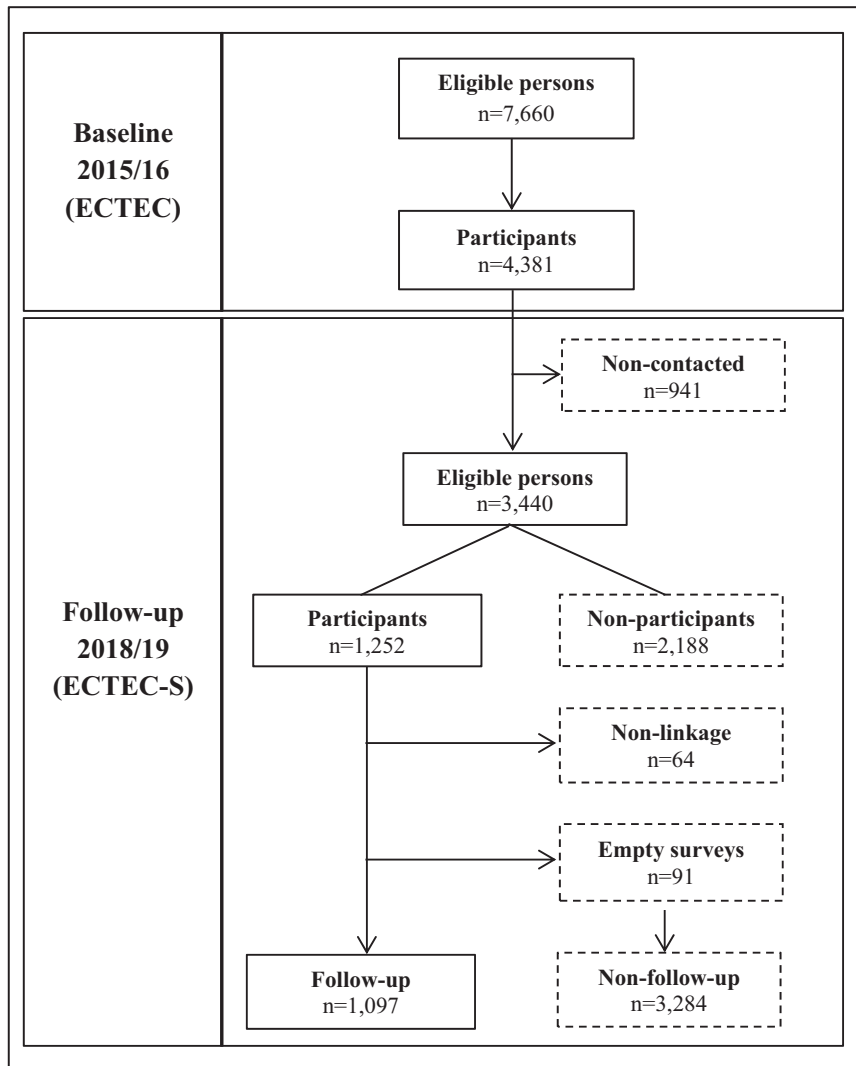 Baseline
2015/16
(ECTEC)
Eligible persons
n=7,660
Participants
n=4,381
Follow-up
2018/19
(ECTEC-S)
Non-contacted
n=941
Eligible persons
n=3,440
Participants
n=1,252
Non-participants
n=2,188
Non-linkage
n=64
Empty surveys
n=91
Follow-up
n=1,097
Non-follow-up
n=3,284